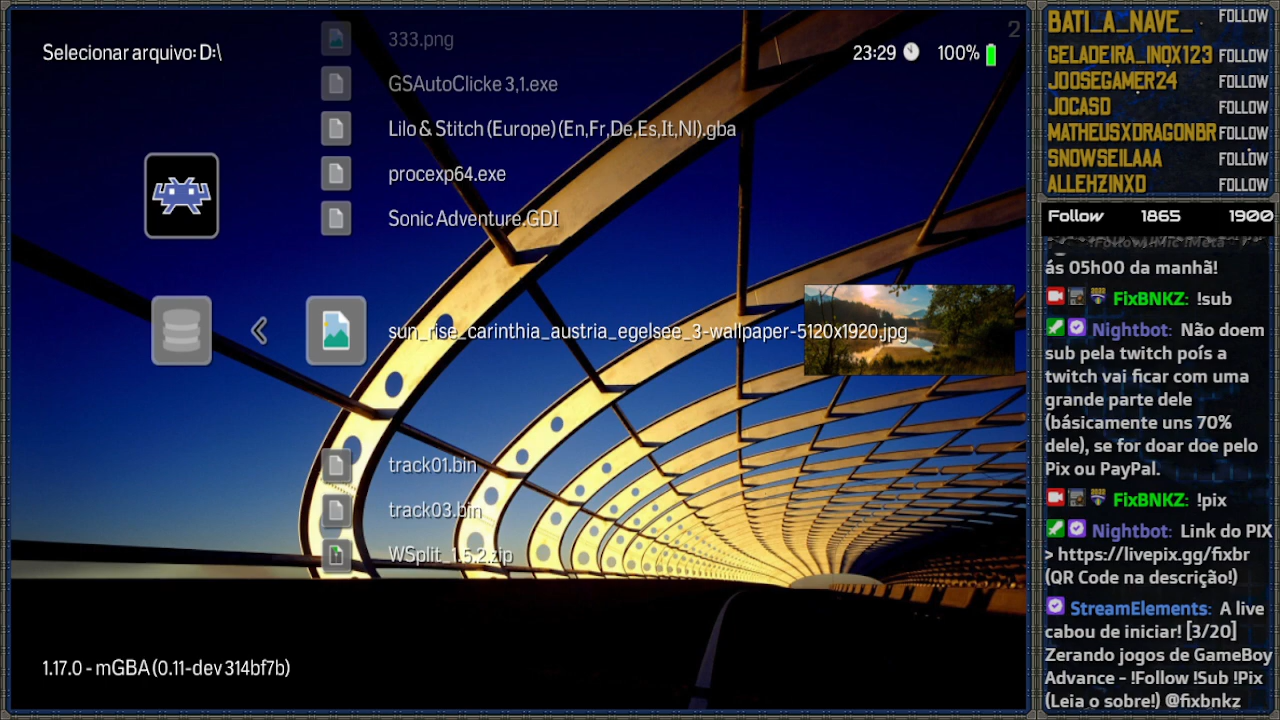 Selecionar arquivo: D:\
333.png
2
23:29
100%
GSAutoClicke 3,1.exe
Lilo & Stitch (Europe) (En,Fr,De,Es,It,Nl).gba
procexp64.exe
Sonic Adventure.GDI
sun_rise_carinthia_austria_egelsee_3-wallpaper-5120x1920.jpg
track01.bin
track03.bin
WSplit_1.5.2.zip
1.17.0 - mGBA (0.11-dev 314bf7b)
BATI_A_NAVE_ FOLLOW
GELADEIRA_INOX123 FOLLOW
JOOSEGAMER24 FOLLOW
JOCASD FOLLOW
MATHEUSXDRAGONBR FOLLOW
SNOWSEILAAA FOLLOW
ALLEHZINXD FOLLOW
Follow 1865 1900
!Follow !Mic !Meta
ás 05h00 da manhã!
FixBNKZ: !sub
Nightbot: Não doem
sub pela twitch poís a
twitch vai ficar com uma
grande parte dele
(básicamente uns 70%
dele), se for doar doe pelo
Pix ou PayPal.
FixBNKZ: !pix
Nightbot: Link do PIX
> https://livepix.gg/fixbr
(QR Code na descrição!)
StreamElements: A live
cabou de iniciar! [3/20]
Zerando jogos de GameBoy
Advance - !Follow !Sub !Pix
(Leia o sobre!) @fixbnkz